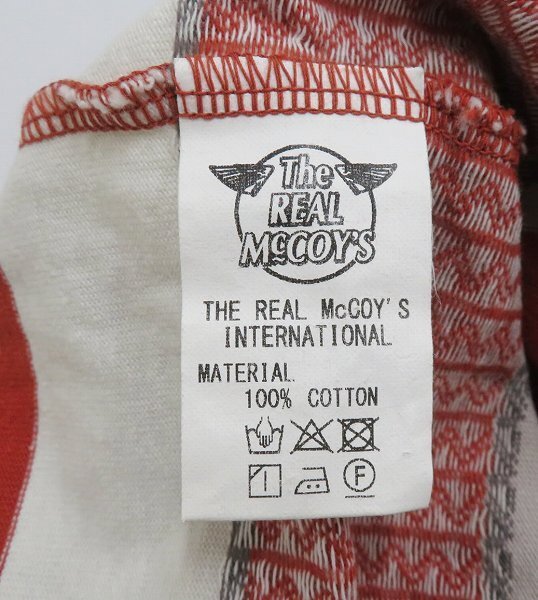 The
REAL
McCOY'S
THE REAL McCOY'S
INTERNATIONAL
MATERIAL
100% COTTON
F